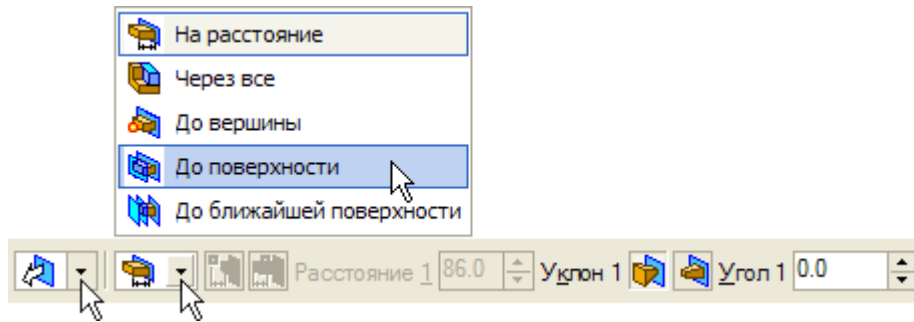 На расстояние
Через все
До вершины
До поверхности
До ближайшей поверхности
Расстояние 1 86.0 Уклон 1 Угол 1 0.0